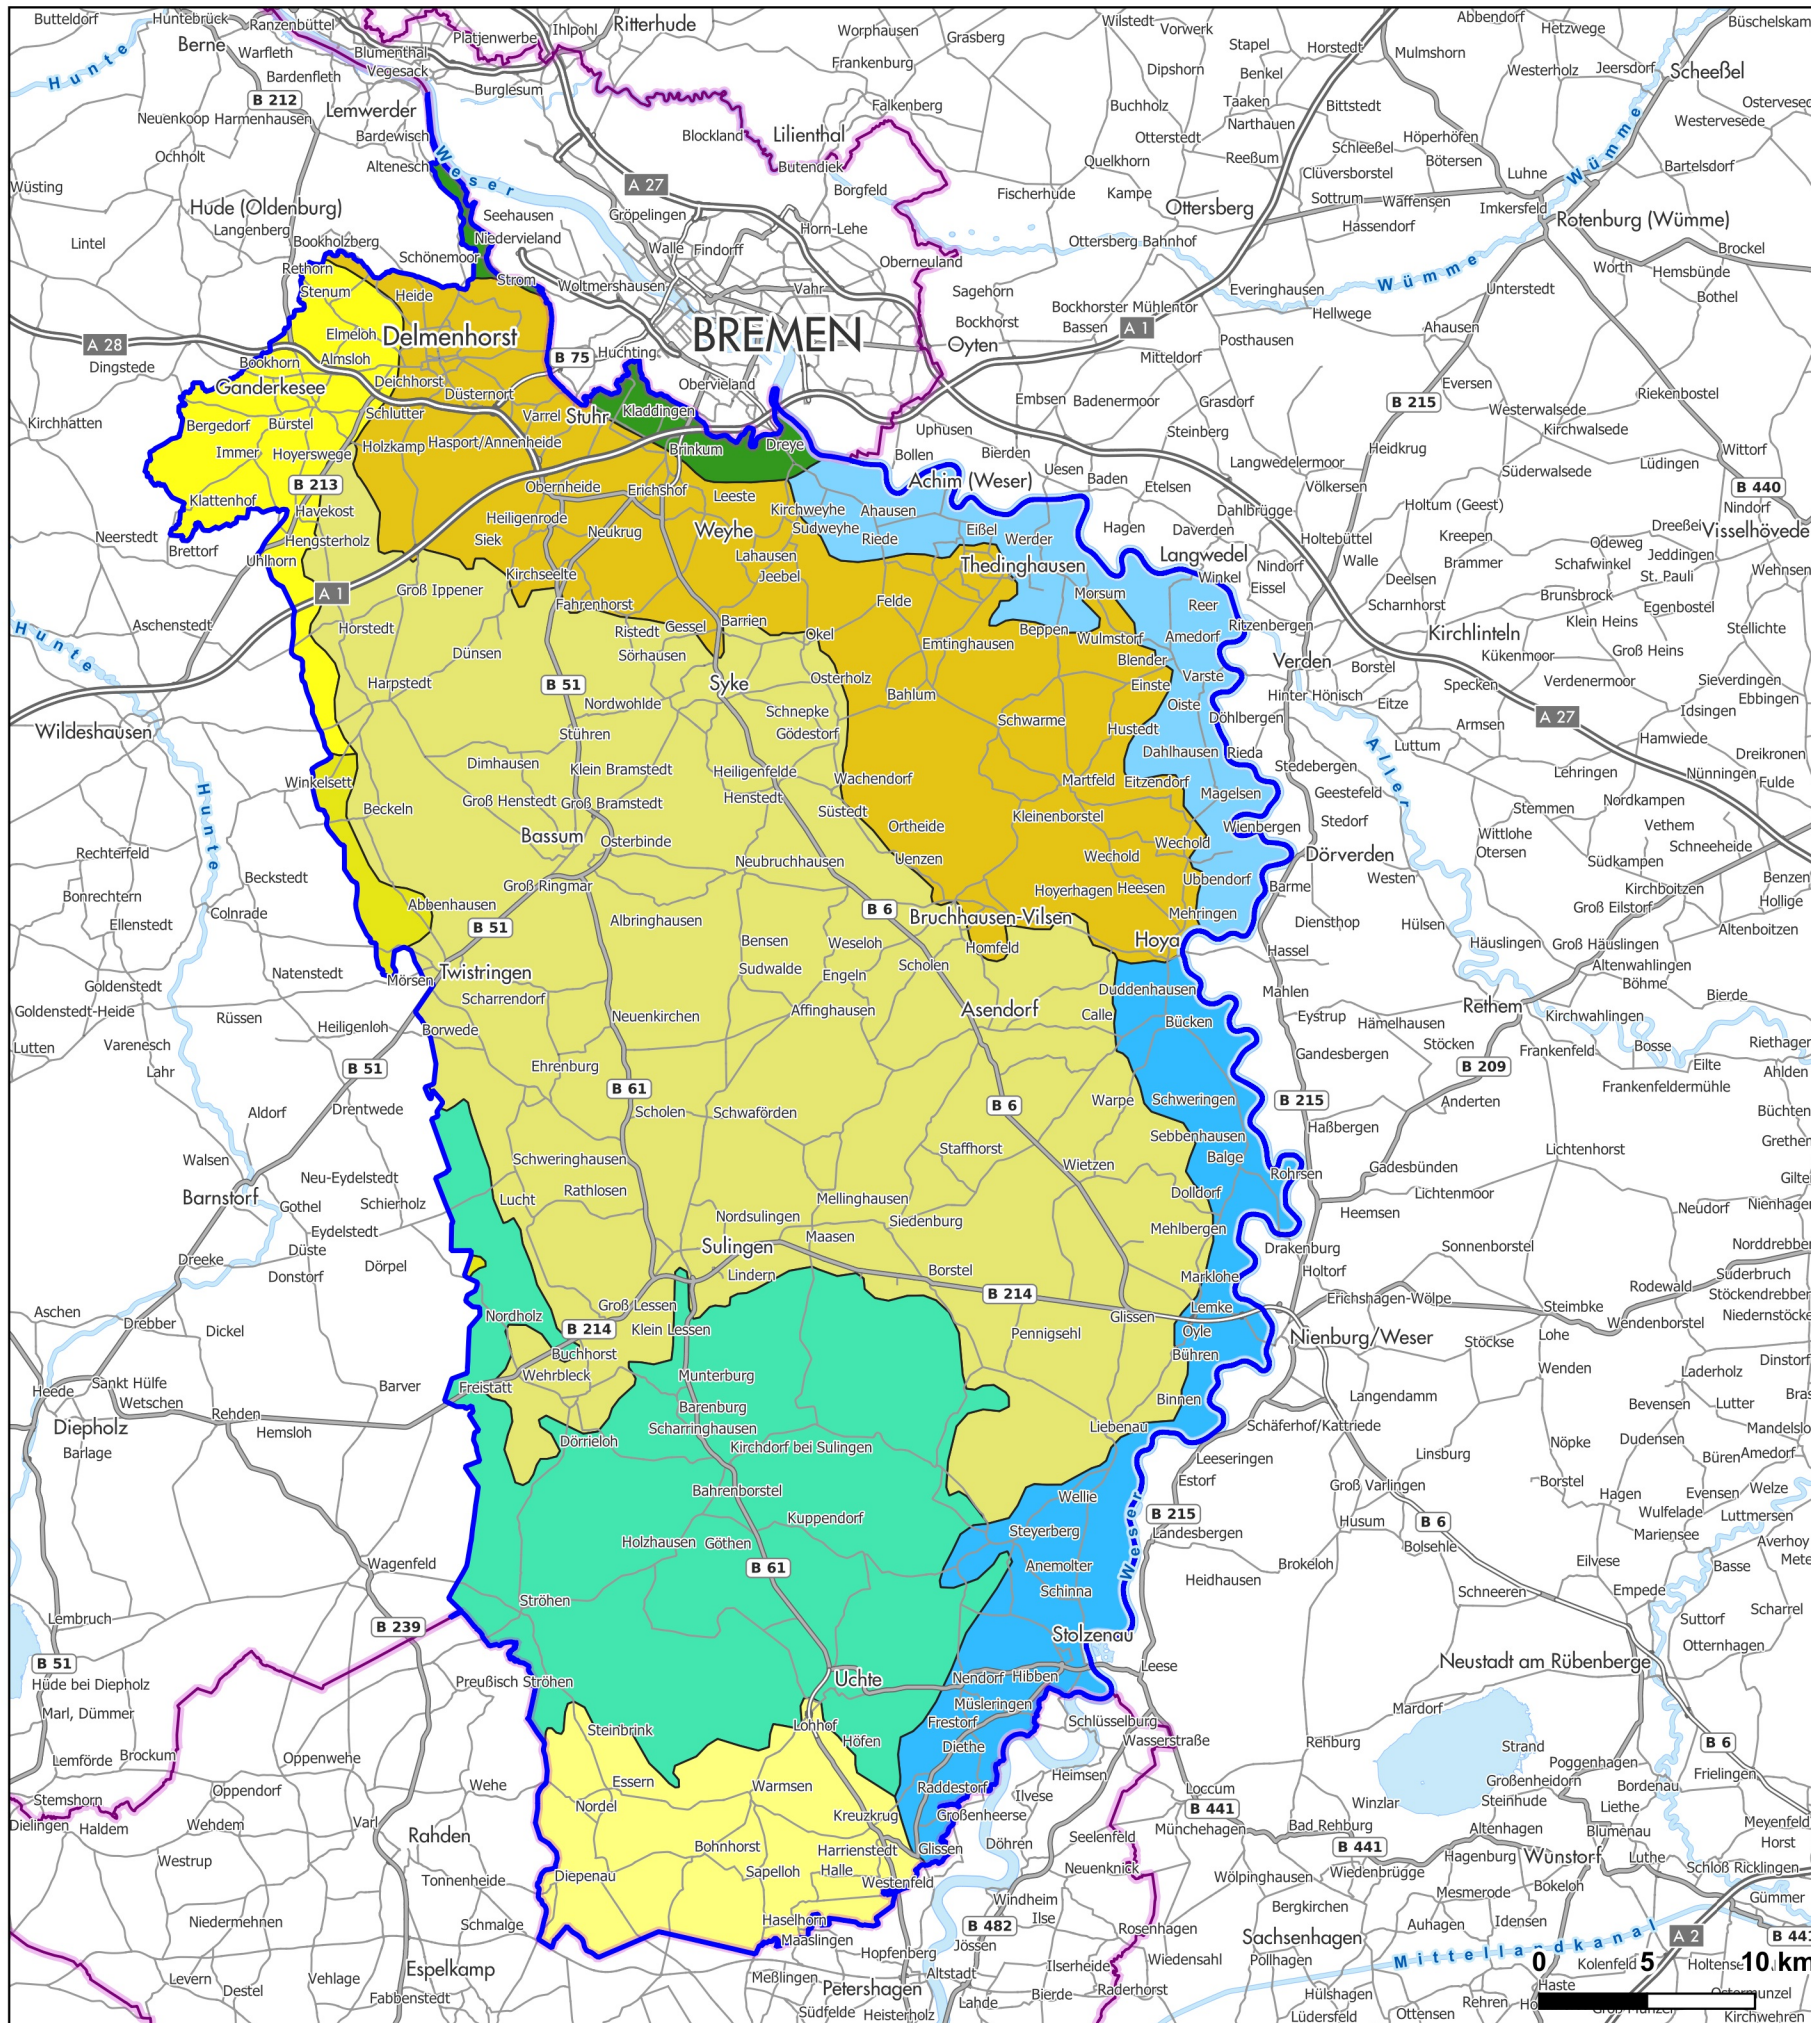 Butteldorf
Huntebrück
Ranzenbüttel
Berne
Warfleth
Blumenthal
Platjenwerbe
Ihlpohl
Ritterhude
Worphausen
Grasberg
Wilstedt
Vorwerk
Stapel
Horstedt
Abbendorf
Hetzwege
Mulmshorn
Hunte
Bardenfleth
Vegesack
Burglesum
Frankenburg
Dipshorn
Benkel
Westerholz
Jeersdorf
Scheeßel
B 212
Lemwerder
Neuenkoop
Harmenhausen
Bardewisch
Falkenberg
Buchholz
Taaken
Bittstedt
Narthauen
Westervesede
Blockland
Lilienthal
Otterstedt
Höperhöfen
Schleeßel
Ochholt
Altenesch
Weser
Butendiek
Quelkhorn
Reeßum
Bötersen
Clüversborstel
Luhne
Wümme
Bartelsdorf
Wüsting
A 27
Borgfeld
Fischerhude
Kampe
Ottersberg
Sottrum
Waffensen
Imkersfeld
Hude (Oldenburg)
Seehausen
Gröpelingen
Rotenburg (Wümme)
Langenberg
Lintel
Bookholzberg
Niedervieland
Walle
Findorff
Horn-Lehe
Ottersberg Bahnhof
Hassendorf
Brockel
Schönemoor
Rethorn
Oberneuland
Worth
Hemsbünde
Wümme
Stenum
Heide
Strom
Woltmershausen
Vahr
Sagehorn
Everinghausen
Unterstedt
Bothel
Bockhorster Mühlentor
Hellwege
A 28
Elmeloh
Delmenhorst
BREMEN
Bockhorst
Bassen
A 1
Ahausen
Dingstede
Bookhorn
Almsloh
B 75
Huchting
Oyten
Mitteldorf
Posthausen
Ganderkesee
Deichhorst
Düsternort
Obervieland
Eversen
Riekenbostel
Kirchhatten
Schlutter
Varrel
Stuhr
Kladdingen
Embsen
Badenermoor
Grasdorf
B 215
Westerwalsede
Bergedorf
Bürstel
Uphusen
Steinberg
Kirchwalsede
Immer
Hoyerswege
Holzkamp
Hasport/Annenheide
Brinkum
Dreye
Bollen
Bierden
Heidkrug
Wittorf
Uesen
Langwedelermoor
Süderwalsede
Lüdingen
B 213
Klattenhof
Obernheide
Erichshof
Leeste
Achim (Weser)
Baden
Etelsen
Völkersen
B 440
Havekost
Kirchweyhe
Ahausen
Dahlbrügge
Holtum (Geest)
Nindorf
Heiligenrode
Sudweyhe
Eißel
Hagen
Daverden
Visselhövede
Neerstedt
Hengsterholz
Siek
Neukrug
Weyhe
Riede
Werder
Holtebüttel
Kreepen
Odeweg
Brettorf
Lahausen
Langwedel
Walle
Jeddingen
Uhlhorn
Thedinghausen
Nindorf
Brammer
Schafwinkel
Kirchseelte
Jeebel
Winkel
Eissel
Deelsen
St. Pauli
Wehnsen
A 1
Groß Ippener
Fahrenhorst
Felde
Morsum
Reer
Scharnhorst
Brunsbrock
Egenbostel
Hunte
Aschenstedt
Horstedt
Ristedt
Gessel
Barrien
Okel
Beppen
Wulmstorf
Amedorf
Ritzenbergen
Kirchlinteln
Klein Heins
Stellichte
Dünsen
Sörhausen
Emtinghausen
Blender
Verden
Borstel
Kükenmoor
Groß Heins
Harpstedt
B 51
Syke
Osterholz
Einste
Varste
Specken
Verdenermoor
Sieverdingen
Nordwohlde
Bahlum
Oiste
Hinter Hönisch
Eitze
Ebbingen
Wildeshausen
Schnepke
Schwarme
Döhlbergen
Armsen
A 27
Idsingen
Stühren
Gödestorf
Hustedt
Luttum
Hamwiede
Dimhausen
Klein Bramstedt
Heiligenfelde
Wachendorf
Dahlhausen
Rieda
Aller
Dreikronen
Winkelsett
Martfeld
Eitzendorf
Stedebergen
Lehringen
Nünningen
Fulde
Hunte
Beckeln
Groß Henstedt
Groß Bramstedt
Henstedt
Süstedt
Magelsen
Geestefeld
Stemmen
Nordkampen
Bassum
Osterbinde
Kleinenborstel
Ortheide
Wienbergen
Stedorf
Wittlohe
Vethem
Rechterfeld
Wechold
Wechold
Dörverden
Otersen
Schneeheide
Neubruchhausen
Uenzen
Südkampen
Beckstedt
Groß Ringmar
Hoyerhagen
Heesen
Ubbendorf
Barme
Westen
Kirchboitzen
Bonrechtern
Abbenhausen
B 6
Hollige
Colnrade
Albringhausen
Bruchhausen-Vilsen
Mehringen
Diensthop
Hülsen
Groß Eilstorf
Ellenstedt
B 51
Bensen
Weseloh
Homfeld
Hoya
Hassel
Häuslingen
Groß Häuslingen
Altenboitzen
Natenstedt
Mörsen
Twistringen
Sudwalde
Engeln
Scholen
Altenwahlingen
Goldenstedt
Scharrendorf
Duddenhausen
Mahlen
Böhme
Bierde
Goldenstedt-Heide
Rüssen
Heiligenloh
Borwede
Neuenkirchen
Affinghausen
Asendorf
Calle
Bücken
Eystrup
Hämelhausen
Rethem
Kirchwahlingen
Lutten
Varenesch
Gandesbergen
Stöcken
Frankenfeld
Bosse
Lahr
B 51
Ehrenburg
B 61
B 209
Eilte
Ahlden
Aldorf
Drentwede
Scholen
Schwaförden
B 6
Warpe
Schweringen
B 215
Anderten
Frankenfeldermühle
Walsen
Staffhorst
Sebbenhausen
Haßbergen
Lichtenhorst
Neu-Eydelstedt
Schweringhausen
Wietzen
Balge
Rohrsen
Gadesbünden
Barnstorf
Gothel
Schierholz
Lucht
Rathlosen
Mellinghausen
Dolldorf
Lichtenmoor
Eydelstedt
Nordsulingen
Siedenburg
Mehlbergen
Heemsen
Neudorf
Düste
Sulingen
Maasen
Drakenburg
Sonnenborstel
Dreeke
Donstorf
Dörpel
Lindern
Borstel
Marklohe
Holtorf
Rodewald
Suderbruch
Aschen
Drebber
Dickel
Nordholz
Groß Lessen
B 214
Lemke
Erichshagen-Wölpe
Steimbke
Wendenborstel
B 214
Klein Lessen
Pennigsehl
Glissen
Oyle
Nienburg/Weser
Stöckse
Lohe
Buchhorst
Bühren
Wenden
Laderholz
Heede
Sankt Hülfe
Wetschen
Barver
Freistatt
Wehrbleck
Munterburg
Binnen
Langendamm
Bevensen
Lutter
Diepholz
Rehden
Hemsloh
Barenburg
Scharringhausen
Liebenau
Schäferhof/Kattriede
Barlage
Dörrieloh
Kirchdorf bei Sulingen
Leeseringen
Linsburg
Nöpke
Dudensen
Büren
Amedorf
Bahrenborstel
Wellie
Estorf
Groß Varlingen
Borstel
Hagen
Evensen
Welze
Kuppendorf
Steyerberg
Weser
B 215
Landesbergen
Husum
B 6
Wulfelade
Luttmersen
Holzhausen
Göthen
Bolsehle
Mariensee
Wagenfeld
B 61
Anemolter
Heidhausen
Brokeloh
Eilvese
Basse
Lembruch
Ströhen
Schinna
Schneeren
Empede
B 239
Stolzenau
Suttorf
Scharrel
B 51
Otternhagen
Hüde bei Diepholz
Preußisch Ströhen
Uchte
Nendorf
Hibben
Leese
Neustadt am Rübenberge
Marl, Dümmer
Steinbrink
Lohhof
Müsleringen
Frestorf
Schlüsselburg
Mardorf
Lemförde
Brockum
Oppenwehe
Höfen
Diethe
Wasserstraße
Rehburg
Strand
B 6
Poggenhagen
Stemshorn
Oppendorf
Wehe
Essern
Warmsen
Raddestorf
Heimsen
Loccum
Großenheidorn
Bordenau
Frielingen
Dielingen
Haldem
Wehdem
Varl
Nordel
Kreuzkrug
Großenheerse
Ilvese
B 441
Winzlar
Steinhude
Liethe
Rahden
Seelenfeld
Münchehagen
Bad Rehburg
Altenhagen
Blumenau
Westrup
Bohnhorst
Harrienstedt
Glissen
Döhren
B 441
Hagenburg
Wunstorf
Luthe
Horst
Tonnenheide
Diepenau
Sapelloh
Halle
Westenfeld
Neuenknick
Wölpinghausen
Wiedenbrügge
Schloß Ricklingen
Mesmerode
Bokeloh
Gümmer
Niedermehnen
Schmalge
Haselhorn
B 482
Windheim
Ilse
Rosenhagen
Bergkirchen
Auhagen
Idensen
Maaslingen
Hopfenberg
Jössen
Sachsenhagen
A 2
Wiedensahl
Pollhagen
Mittellandkanal
Levern
Vehlage
Espelkamp
Meßlingen
Altstadt
Ilserheide
0 5 10 km
Kolenfeld
Destel
Fabbenstedt
Petershagen
Bierde
Raderhorst
Hülshagen
Haste
Südfelde
Heisterholz
Lahde
Lüdersfeld
Ottensen
Rehren
Kirchwehren